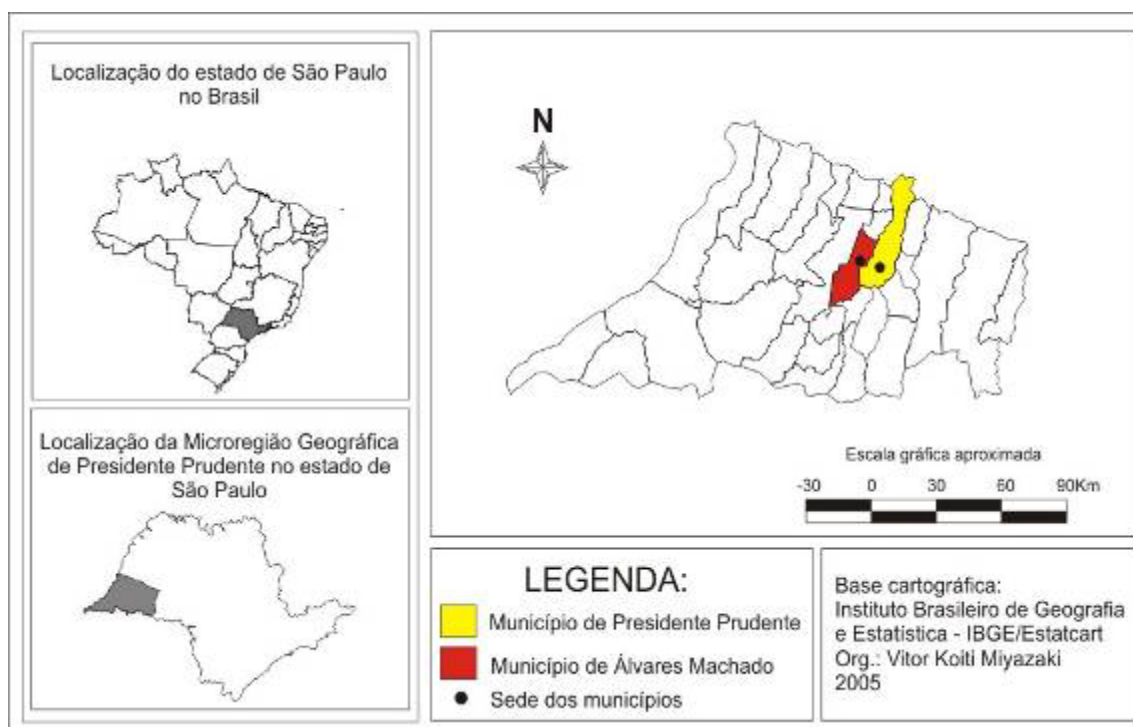 Localização do estado de São Paulo
no Brasil
Localização da Microregião Geográfica
de Presidente Prudente no estado de
São Paulo
N
Escala gráfica aproximada
-30 0 30 60 90Km
LEGENDA:
Município de Presidente Prudente
Município de Álvares Machado
Sede dos municípios
Base cartográfica:
Instituto Brasileiro de Geografia
e Estatística - IBGE/Estatcart
Org.: Vitor Koiti Miyazaki
2005